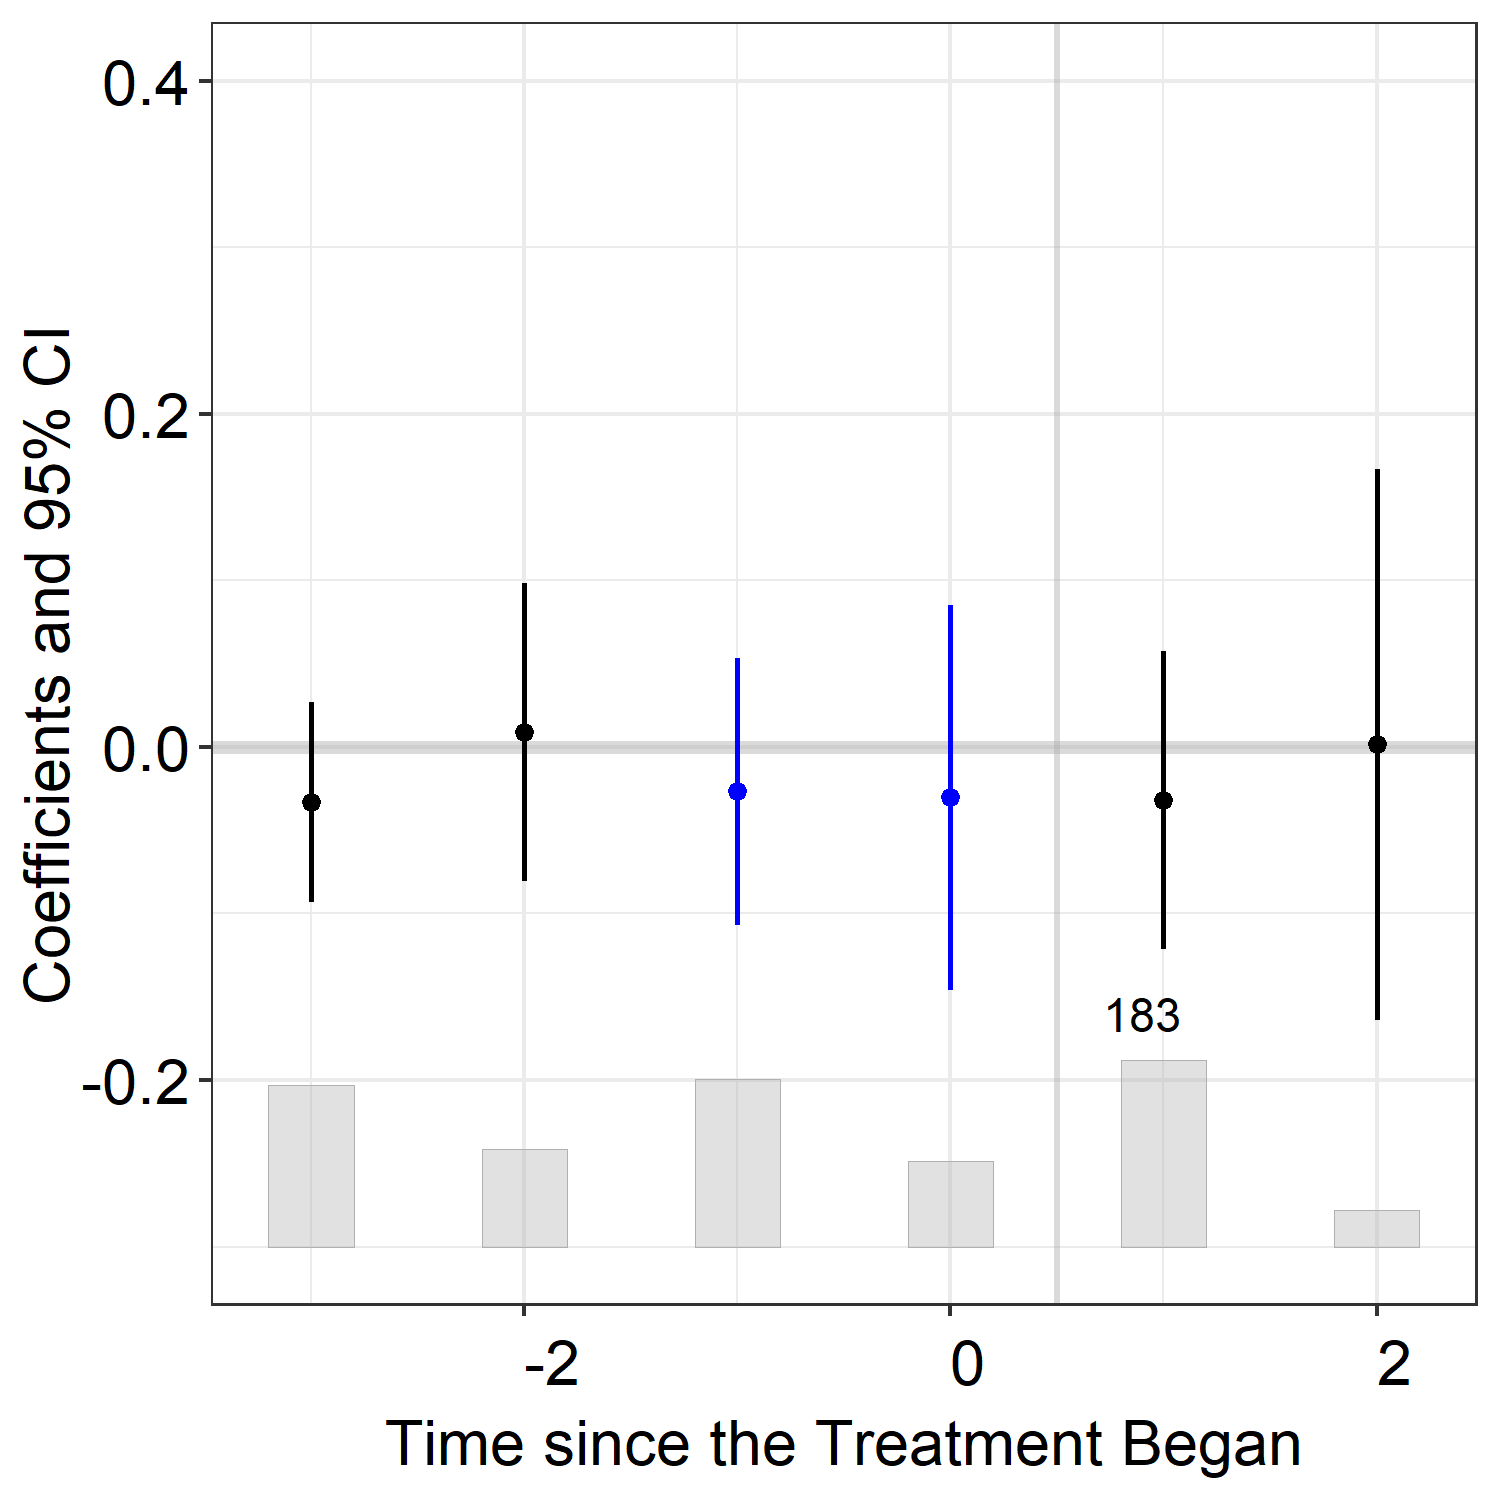 Coefficients and 95% CI
0.4
0.2
0.0
-0.2
183
-2 0 2
Time since the Treatment Began